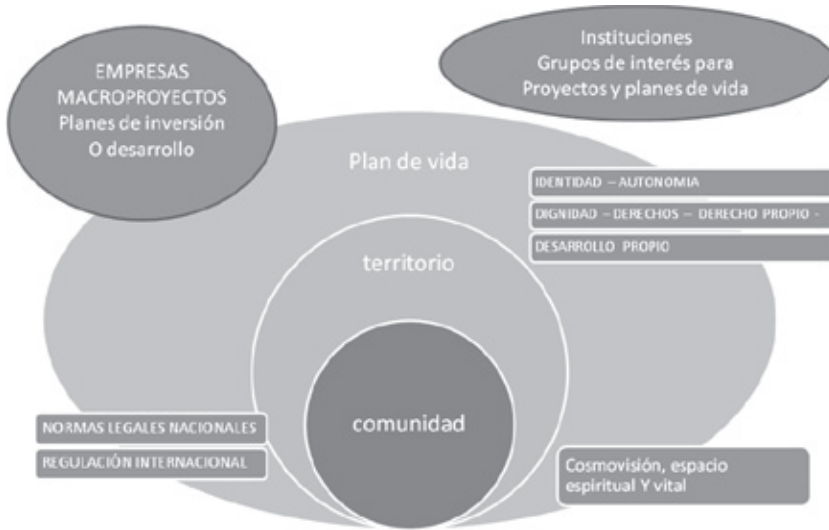 EMPRESAS
MACROPROYECTOS
Planes de inversión
O desarrollo
Instituciones
Grupos de interés para
Proyectos y planes de vida
Plan de vida
IDENTIDAD – AUTONOMIA
DIGNIDAD – DERECHOS – DERECHO PROPIO -
DESARROLLO PROPIO
territorio
comunidad
NORMAS LEGALES NACIONALES
REGULACIÓN INTERNACIONAL
Cosmovisión, espacio
espiritual Y vital